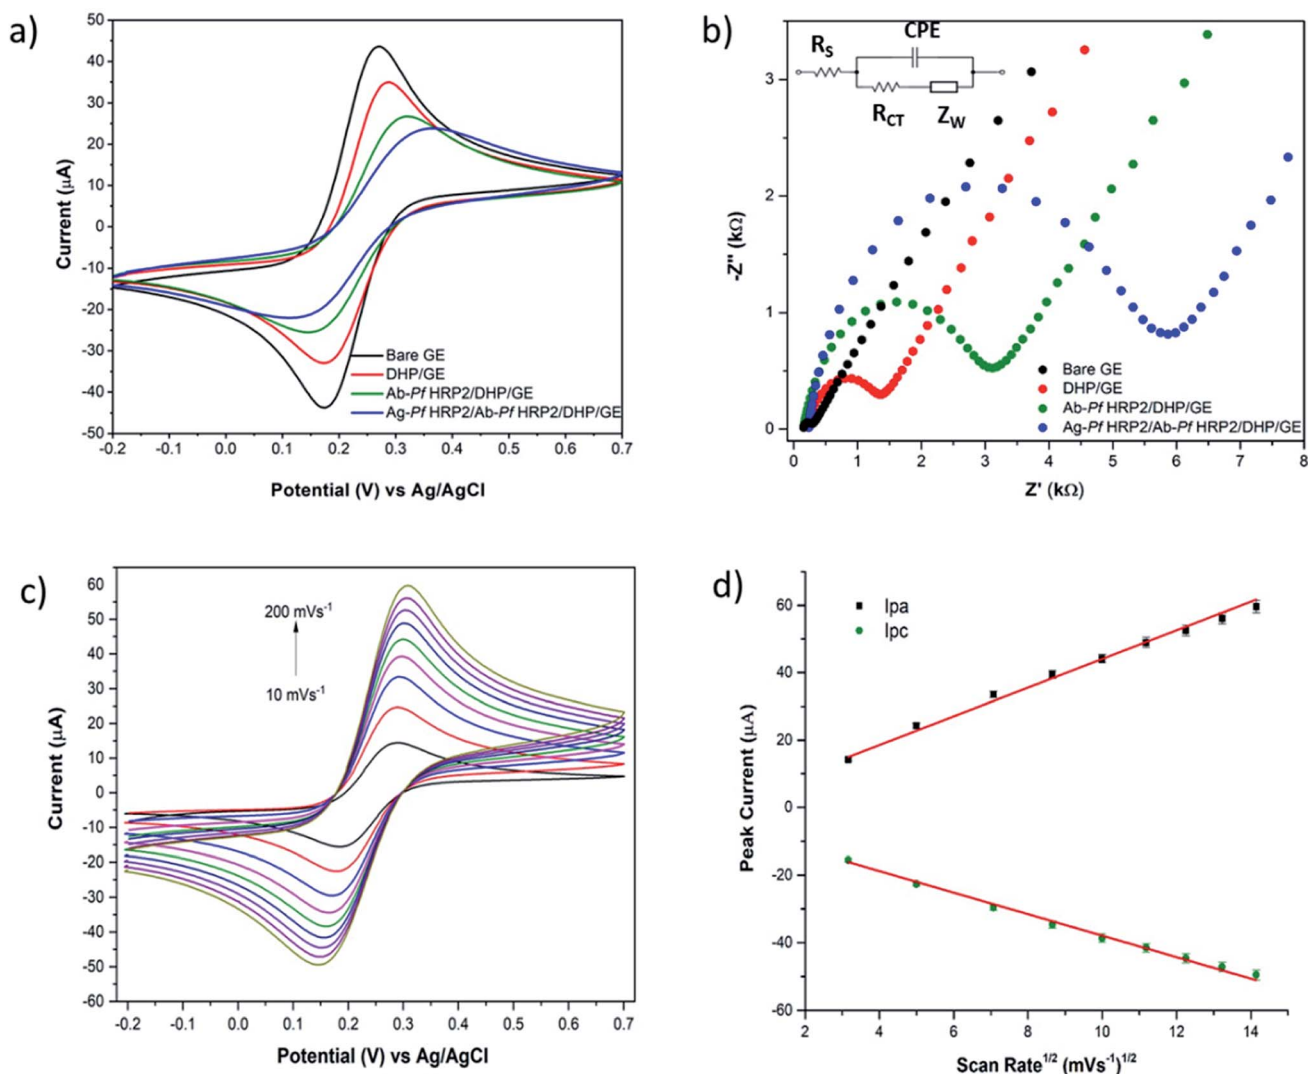 a)
50
40
30
20
10
0
-10
-20
-30
-40
-50
Current (μA)
Bare GE
DHP/GE
Ab-Pf HRP2/DHP/GE
Ag-Pf HRP2/Ab-Pf HRP2/DHP/GE
-0.2 -0.1 0.0 0.1 0.2 0.3 0.4 0.5 0.6 0.7
Potential (V) vs Ag/AgCl
b)
RS
CPE
RCT
ZW
3
2
1
0
-Z" (kΩ)
Bare GE
DHP/GE
Ab-Pf HRP2/DHP/GE
Ag-Pf HRP2/Ab-Pf HRP2/DHP/GE
0 1 2 3 4 5 6 7 8
Z' (kΩ)
c)
60
50
40
30
20
10
0
-10
-20
-30
-40
-50
-60
Current (μA)
200 mVs-1
10 mVs-1
-0.2 -0.1 0.0 0.1 0.2 0.3 0.4 0.5 0.6 0.7
Potential (V) vs Ag/AgCl
d)
60
40
20
0
-20
-40
-60
Peak Current (μA)
Ipa
Ipc
2 4 6 8 10 12 14
Scan Rate1/2 (mVs-1)1/2